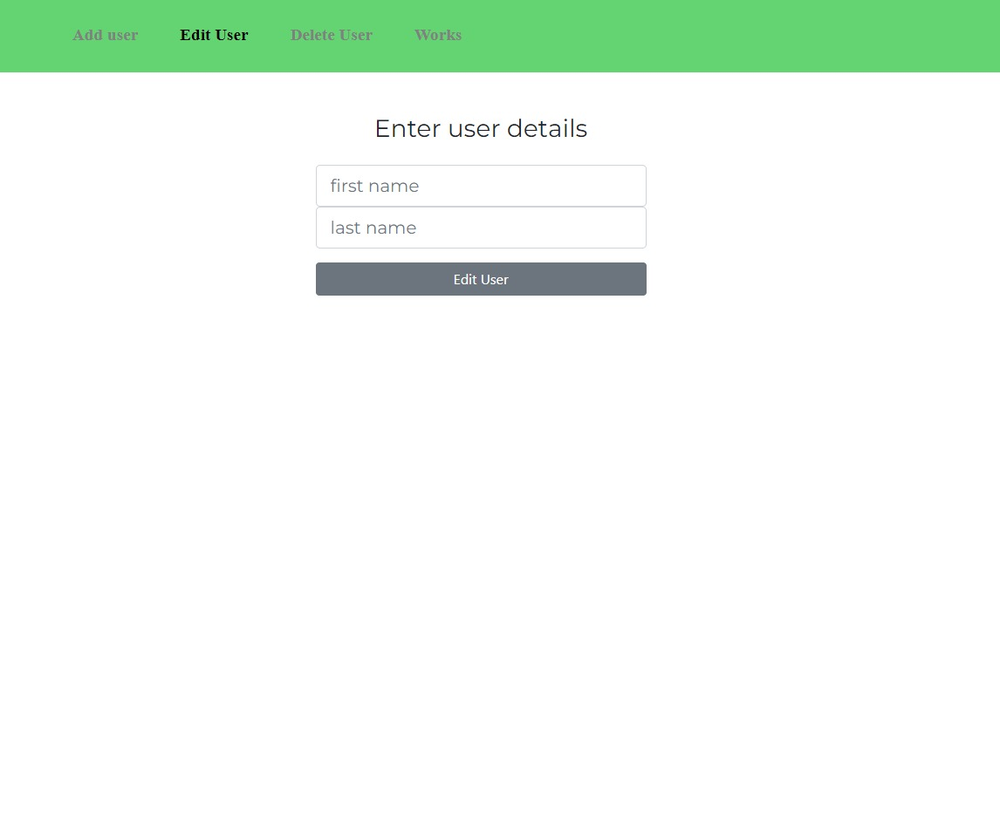 Add user Edit User Delete User Works
Enter user details
first name
last name
Edit User